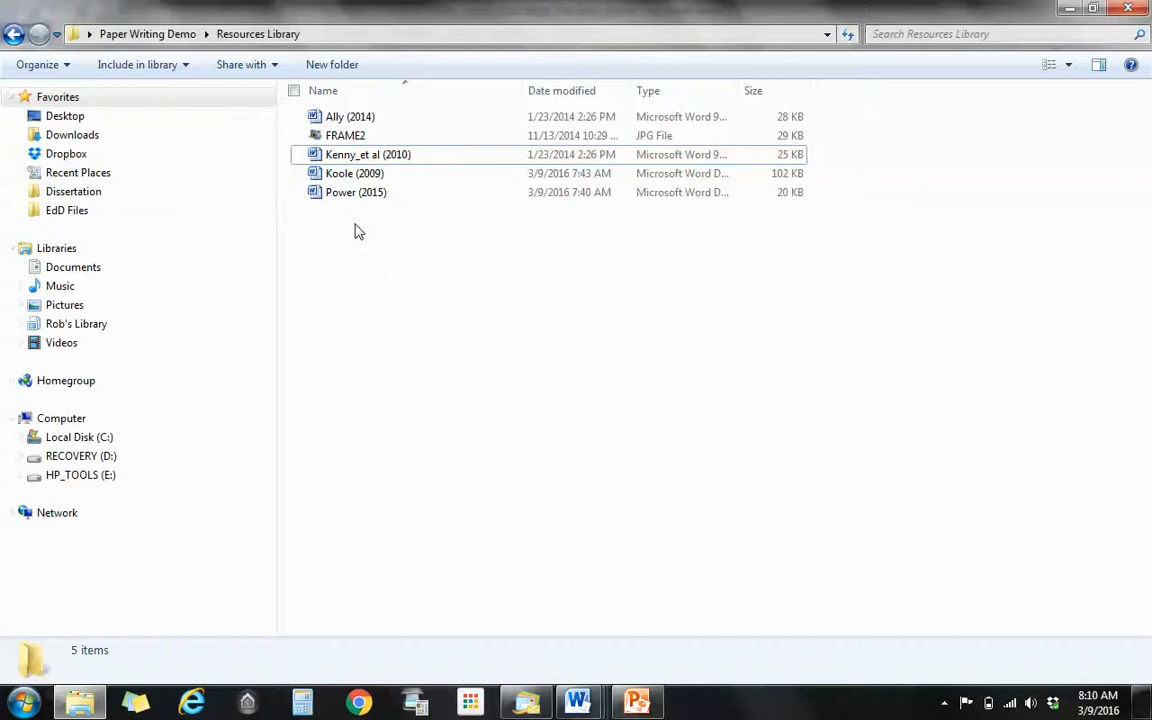 Paper Writing Demo Resources Library Search Resources Library
Organize Include in library Share with New folder
Name Date modified Type Size
Favorites
Desktop
Downloads
Dropbox
Recent Places
Dissertation
EdD Files
Libraries
Documents
Music
Pictures
Rob's Library
Videos
Homegroup
Computer
Local Disk (C:)
RECOVERY (D:)
HP_TOOLS (E:)
Network
Ally (2014) 1/23/2014 2:26 PM Microsoft Word 9... 28 KB
FRAME2 11/13/2014 10:29 ... JPG File 29 KB
Kenny_et al (2010) 1/23/2014 2:26 PM Microsoft Word 9... 25 KB
Koole (2009) 3/9/2016 7:43 AM Microsoft Word D... 102 KB
Power (2015) 3/9/2016 7:40 AM Microsoft Word D... 20 KB
5 items
8:10 AM
3/9/2016